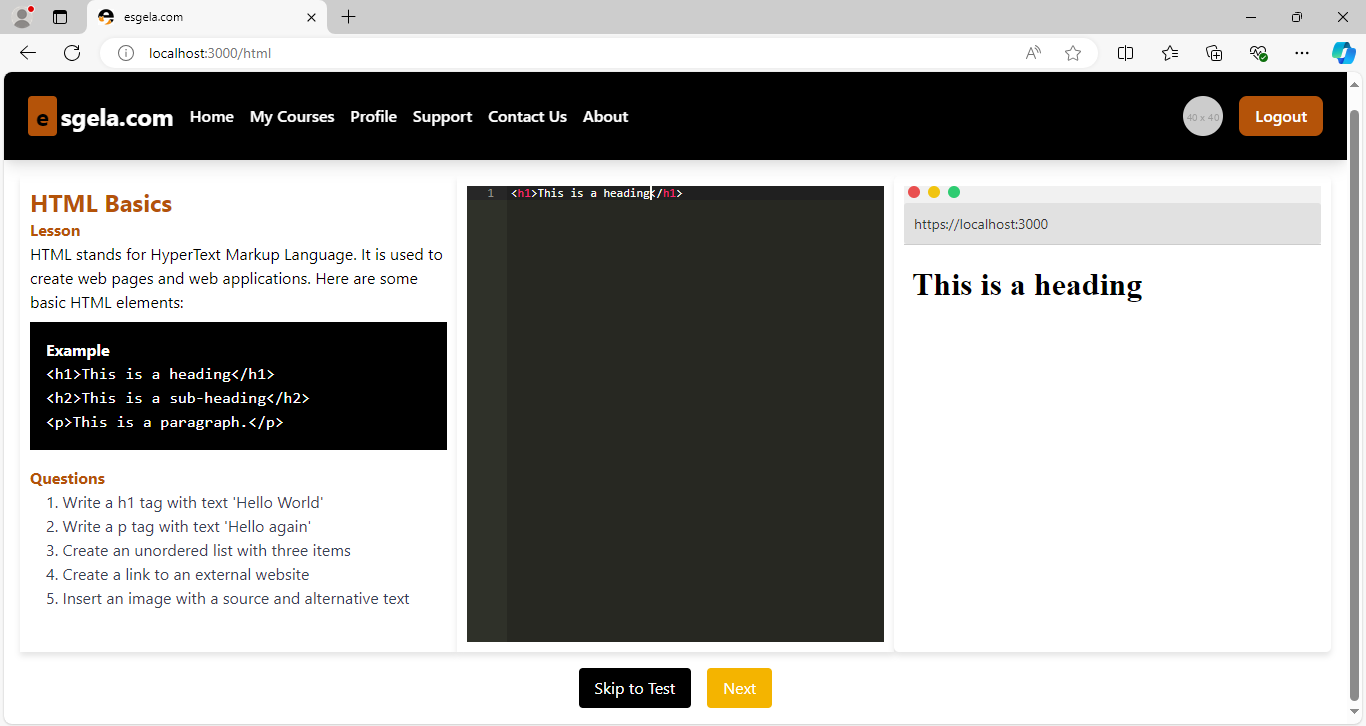 esgela.com
localhost:3000/html
esgela.com Home My Courses Profile Support Contact Us About
40 x 40
Logout
HTML Basics
Lesson
HTML stands for HyperText Markup Language. It is used to
create web pages and web applications. Here are some
basic HTML elements:
Example
<h1>This is a heading</h1>
<h2>This is a sub-heading</h2>
<p>This is a paragraph.</p>
Questions
1. Write a h1 tag with text 'Hello World'
2. Write a p tag with text 'Hello again'
3. Create an unordered list with three items
4. Create a link to an external website
5. Insert an image with a source and alternative text
1 <h1>This is a heading</h1>
https://localhost:3000
This is a heading
Skip to Test
Next